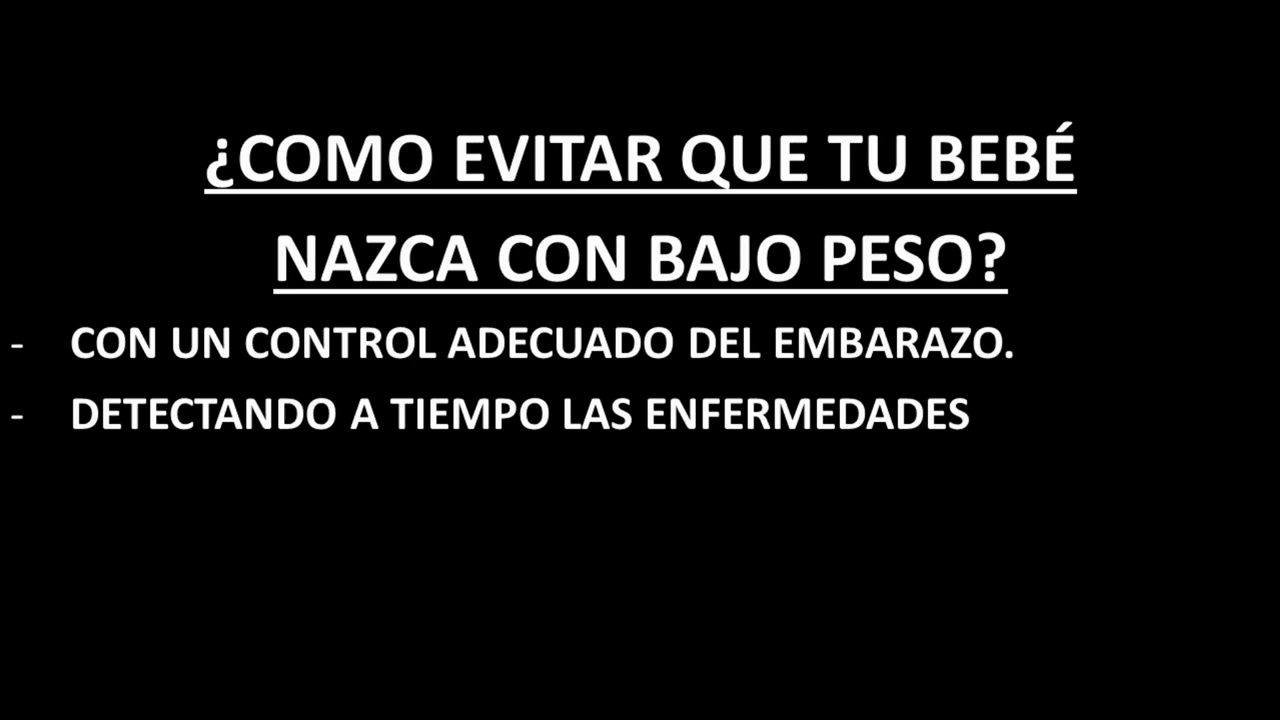 ¿COMO EVITAR QUE TU BEBÉ
NAZCA CON BAJO PESO?
- CON UN CONTROL ADECUADO DEL EMBARAZO.
- DETECTANDO A TIEMPO LAS ENFERMEDADES